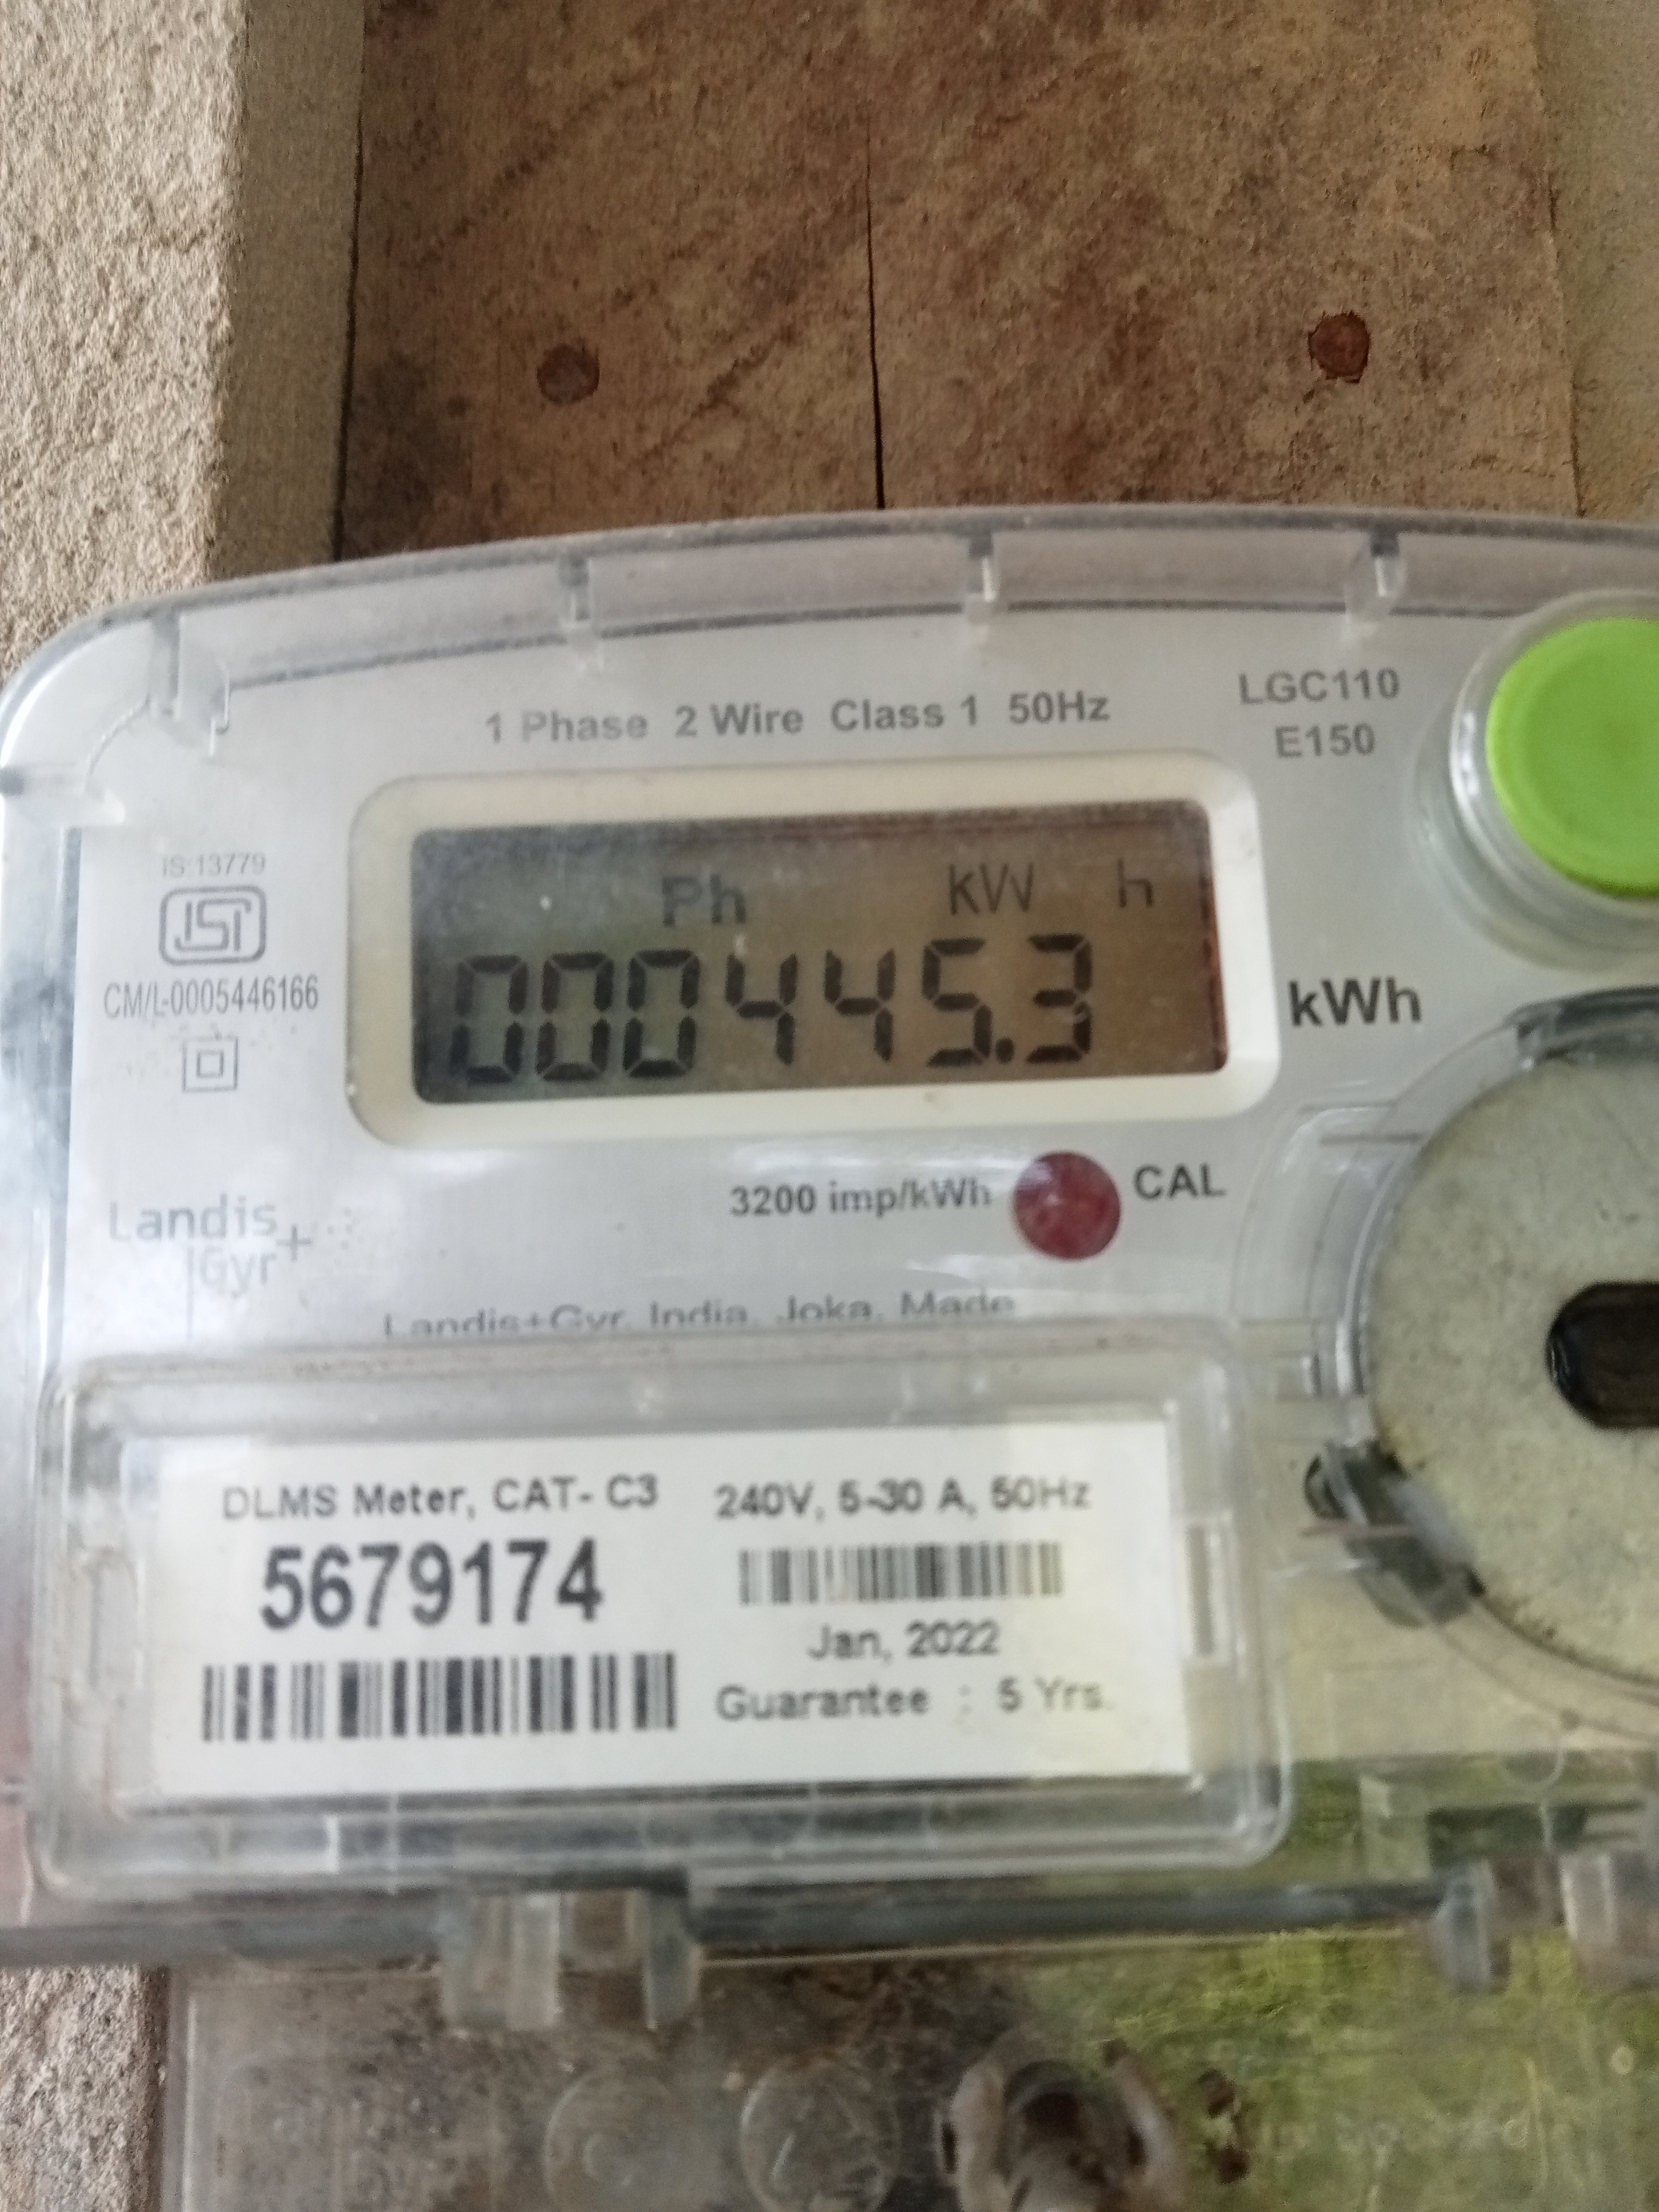 1 Phase 2 Wire Class 1 50Hz
LGC110
E150
IS:13779
ISI
CM/L-0005446166
Ph kW h
000445.3
kWh
3200 imp/kWh
CAL
Landis
Gyr+
Landis+Gyr, India, Joka, Made
DLMS Meter, CAT- C3
5679174
240V, 5-30 A, 50Hz
Jan, 2022
Guarantee : 5 Yrs.